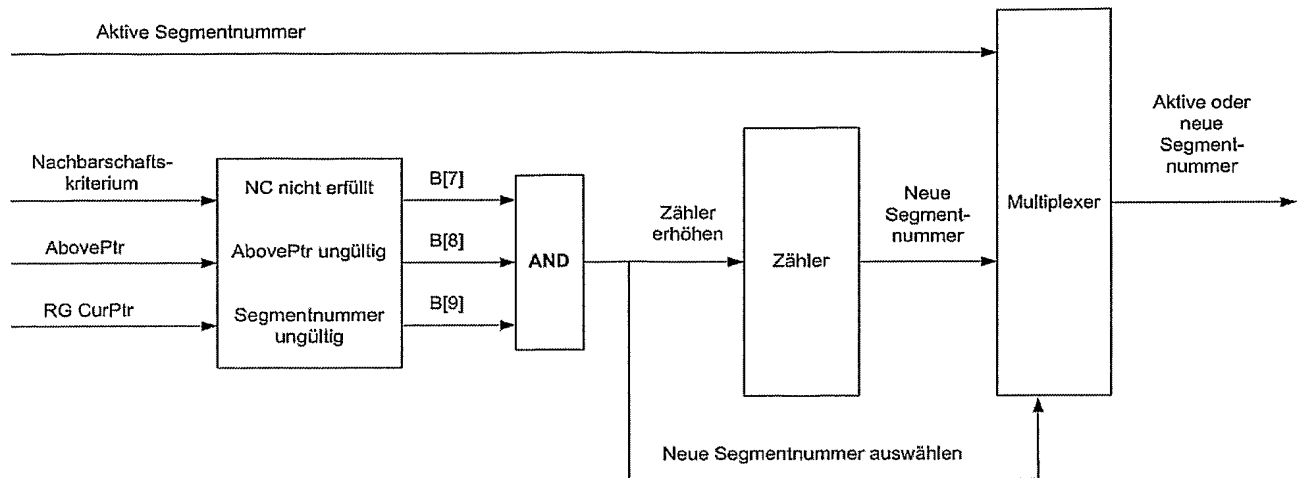 Aktive Segmentnummer
Nachbarschafts-
kriterium
AbovePtr
RG CurPtr
NC nicht erfüllt
AbovePtr ungültig
Segmentnummer
ungültig
B[7]
B[8]
B[9]
AND
Zähler
erhöhen
Zähler
Neue
Segment-
nummer
Multiplexer
Aktive oder
neue
Segment-
nummer
Neue Segmentnummer auswählen